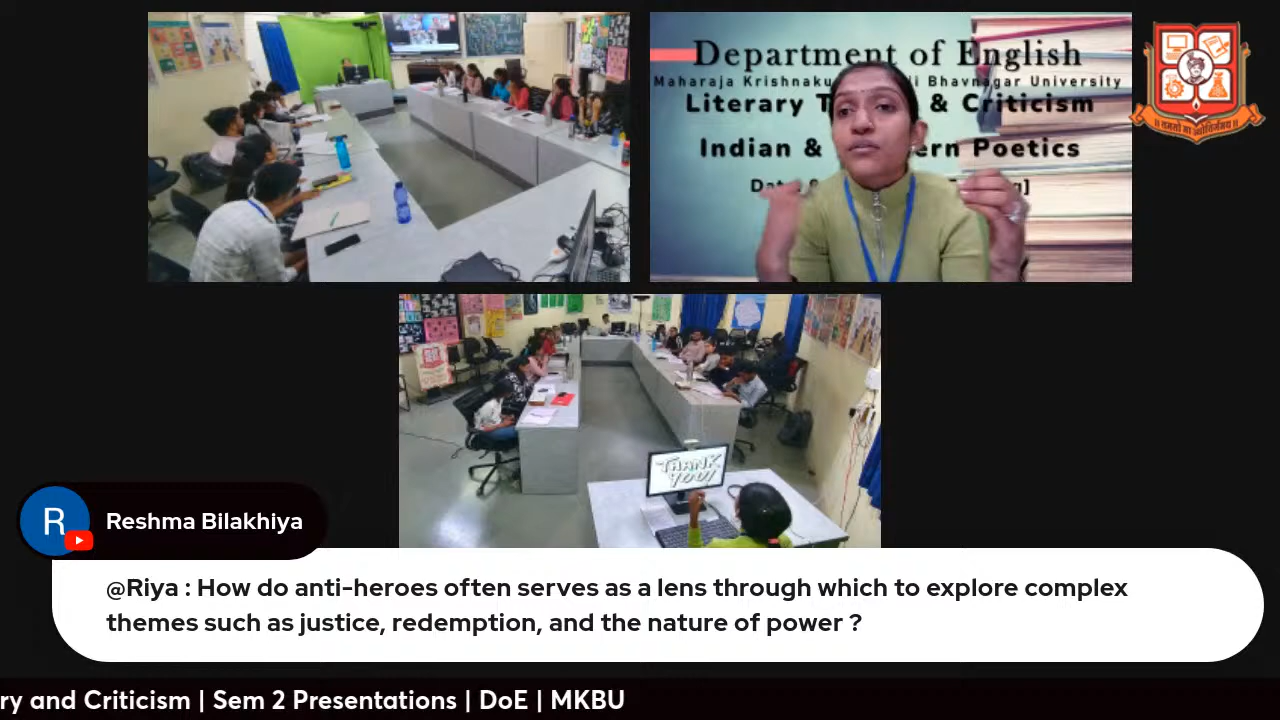 Department of English
Maharaja Krishnaku li Bhavnagar University
Literary T & Criticism
Indian & ern Poetics
THANK
YOU!
R
Reshma Bilakhiya
@Riya : How do anti-heroes often serves as a lens through which to explore complex
themes such as justice, redemption, and the nature of power ?
ry and Criticism | Sem 2 Presentations | DoE | MKBU